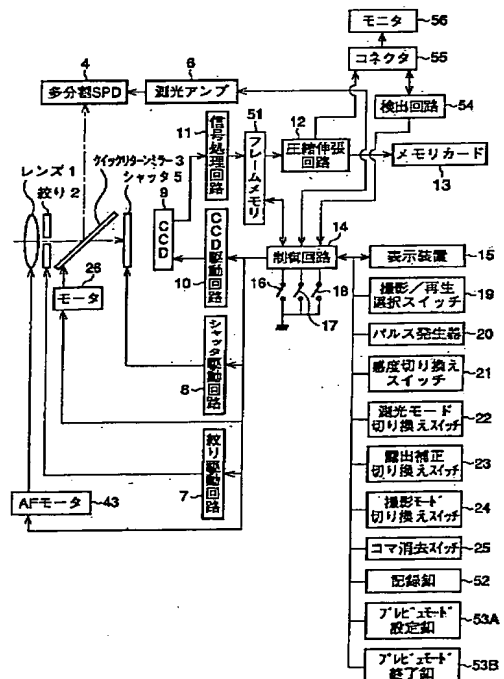 モニタ 56
コネクタ 55
4
多分割SPD
6
測光アンプ
検出回路 54
11
信号処理回路
51
フレームメモリ
12
圧縮伸張
回路
メモリカード
13
レンズ 1
絞り 2
クイックリターンミラー 3
シャッタ 5
9
CCD
10
CCD駆動回路
14
制御回路
16
18
17
26
モータ
8
シャッタ駆動回路
7
絞り駆動回路
AFモータ 43
表示装置 15
撮影/再生
選択スイッチ 19
パルス発生器 20
感度切り換え
スイッチ 21
測光モード
切り換えスイッチ 22
露出補正
切り換えスイッチ 23
撮影モード
切り換えスイッチ 24
コマ消去スイッチ 25
記録釦 52
プレビューモード
設定釦 53A
プレビューモード
終了釦 53B